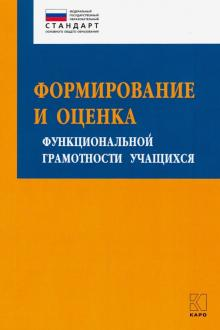 ФЕДЕРАЛЬНЫЙ
ГОСУДАРСТВЕННЫЙ
ОБРАЗОВАТЕЛЬНЫЙ
СТАНДАРТ
ОСНОВНОГО ОБЩЕГО ОБРАЗОВАНИЯ
ФОРМИРОВАНИЕ
И ОЦЕНКА
ФУНКЦИОНАЛЬНОЙ
ГРАМОТНОСТИ УЧАЩИХСЯ
КАРО